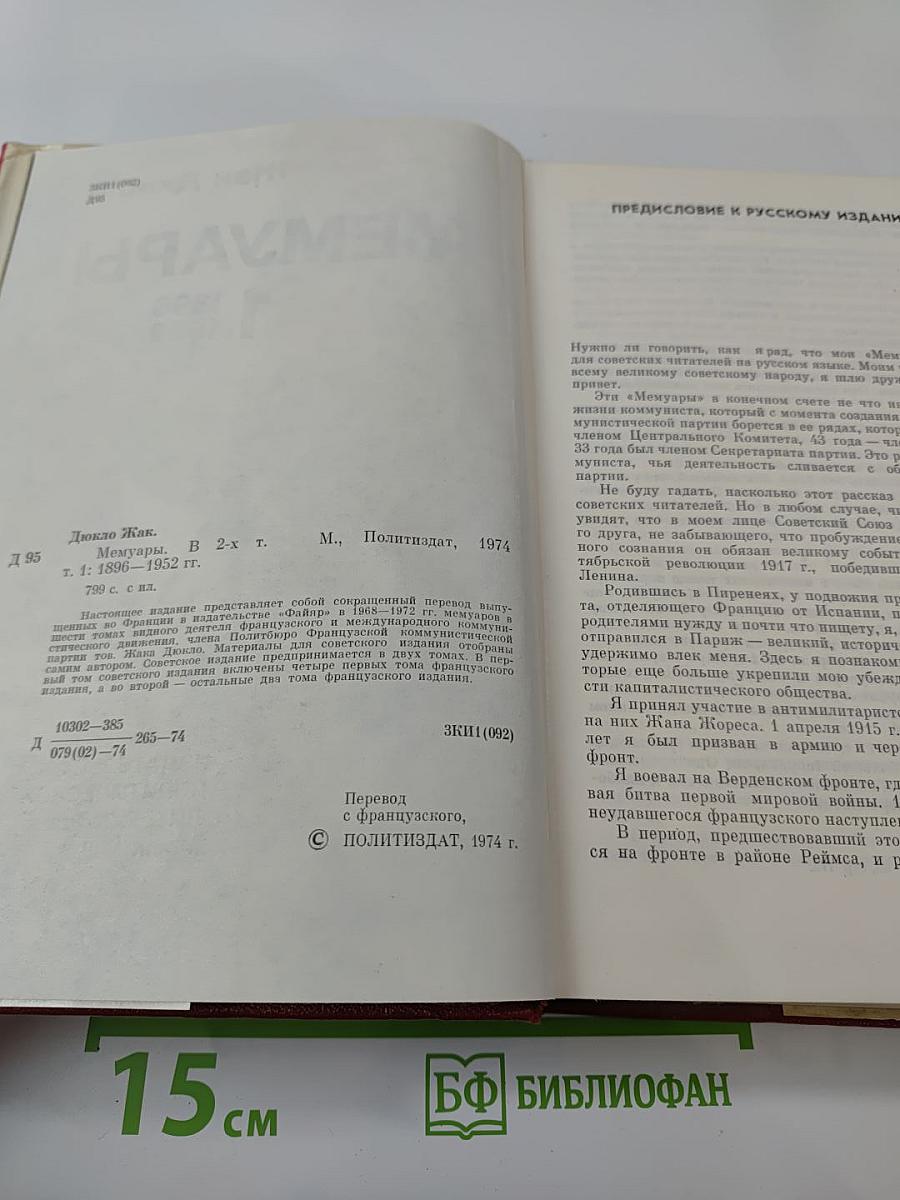 ЗКИ1(092)
Д95
МЕМУАРЫ
1
Дюкло Жак.
Д 95
Мемуары. В 2-х т. М., Политиздат, 1974
т. 1: 1896—1952 гг.
799 с. с ил.
Настоящее издание представляет собой сокращенный перевод выпу-
щенных во Франции в издательстве «Файяр» в 1968—1972 гг. мемуаров в
шести томах видного деятеля французского и международного коммуни-
стического движения, члена Политбюро Французской коммунистической
партии тов. Жака Дюкло. Материалы для советского издания отобраны
самим автором. Советское издание предпринимается в двух томах. В пер-
вый том советского издания включены четыре первых тома французского
издания, а во второй — остальные два тома французского издания.
Д 10302—385
079(02)—74 265—74
ЗКИ1(092)
Перевод
с французского,
© ПОЛИТИЗДАТ, 1974 г.
ПРЕДИСЛОВИЕ К РУССКОМУ ИЗДАНИ
Нужно ли говорить, как я рад, что мои «Мем
для советских читателей на русском языке. Моим
всему великому советскому народу, я шлю друж
привет.
Эти «Мемуары» в конечном счете не что ин
жизни коммуниста, который с момента создания
мунистической партии борется в ее рядах, котор
членом Центрального Комитета, 43 года — чле
33 года был членом Секретариата партии. Это р
муниста, чья деятельность сливается с об
партии.
Не буду гадать, насколько этот рассказ
советских читателей. Но в любом случае, чи
увидят, что в моем лице Советский Союз
го друга, не забывающего, что пробуждение
ного сознания он обязан великому событ
тябрьской революции 1917 г., победивш
Ленина.
Родившись в Пиренеях, у подножия пр
та, отделяющего Францию от Испании, п
родителями нужду и почти что нищету, я,
отправился в Париж — великий, историч
удержимо влек меня. Здесь я познаком
торые еще больше укрепили мою убежд
сти капиталистического общества.
Я принял участие в антимилитаристс
на них Жана Жореса. 1 апреля 1915 г.
лет я был призван в армию и чер
фронт.
Я воевал на Верденском фронте, гд
вая битва первой мировой войны. 1
неудавшегося французского наступлен
В период, предшествовавший это
ся на фронте в районе Реймса, и р
15 см
БФ БИБЛИОФАН